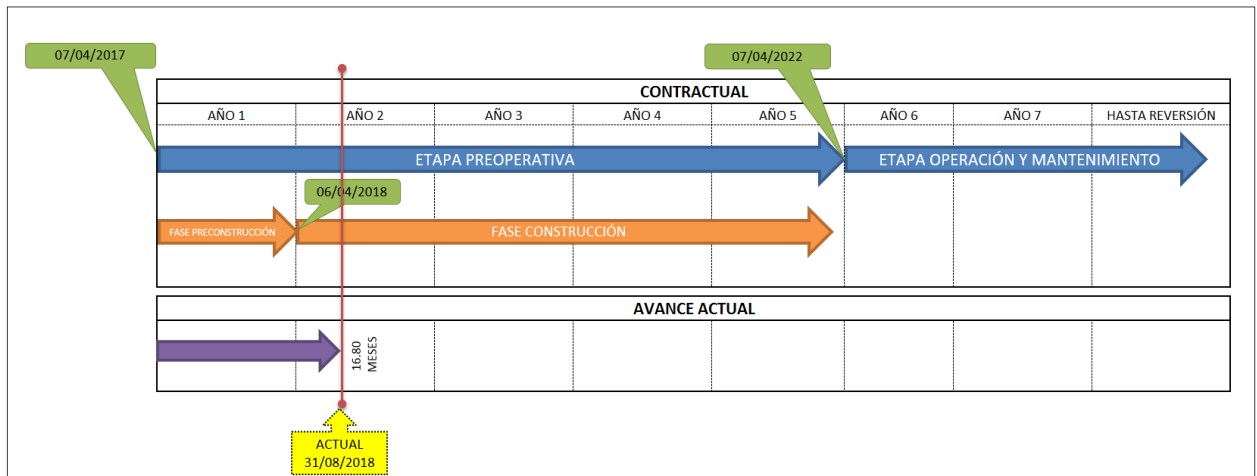 07/04/2017
07/04/2022
CONTRACTUAL
AÑO 1 AÑO 2 AÑO 3 AÑO 4 AÑO 5 AÑO 6 AÑO 7 HASTA REVERSIÓN
ETAPA PREOPERATIVA ETAPA OPERACIÓN Y MANTENIMIENTO
06/04/2018
FASE PRECONSTRUCCIÓN FASE CONSTRUCCIÓN
AVANCE ACTUAL
16.80
MESES
ACTUAL
31/08/2018